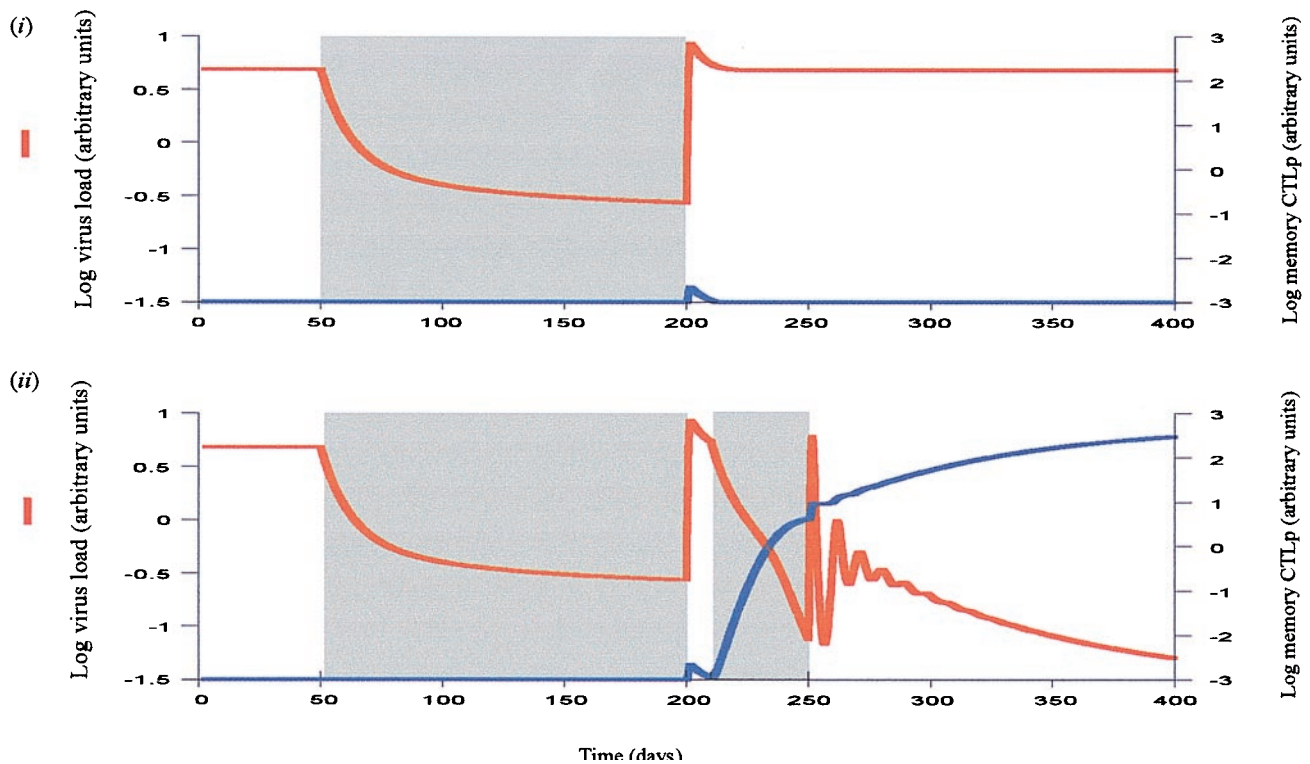 (i)
Log virus load (arbitrary units)
1
0.5
0
-0.5
-1
-1.5
3
2
1
0
-1
-2
-3
Log memory CTLp (arbitrary units)
0 50 100 150 200 250 300 350 400
(ii)
Log virus load (arbitrary units)
1
0.5
0
-0.5
-1
-1.5
3
2
1
0
-1
-2
-3
Log memory CTLp (arbitrary units)
0 50 100 150 200 250 300 350 400
Time (days)